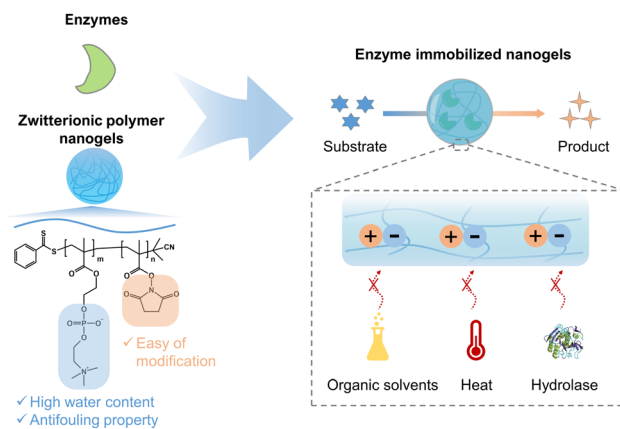 Enzymes
Zwitterionic polymer
nanogels
S
S
m
n
CN
O
O
O
O
O
N
O
O
O
P
O⁻
O
N⁺
✓ Easy of
modification
✓ High water content
✓ Antifouling property
Enzyme immobilized nanogels
Substrate
Product
+ -
+ -
+ -
Organic solvents
Heat
Hydrolase